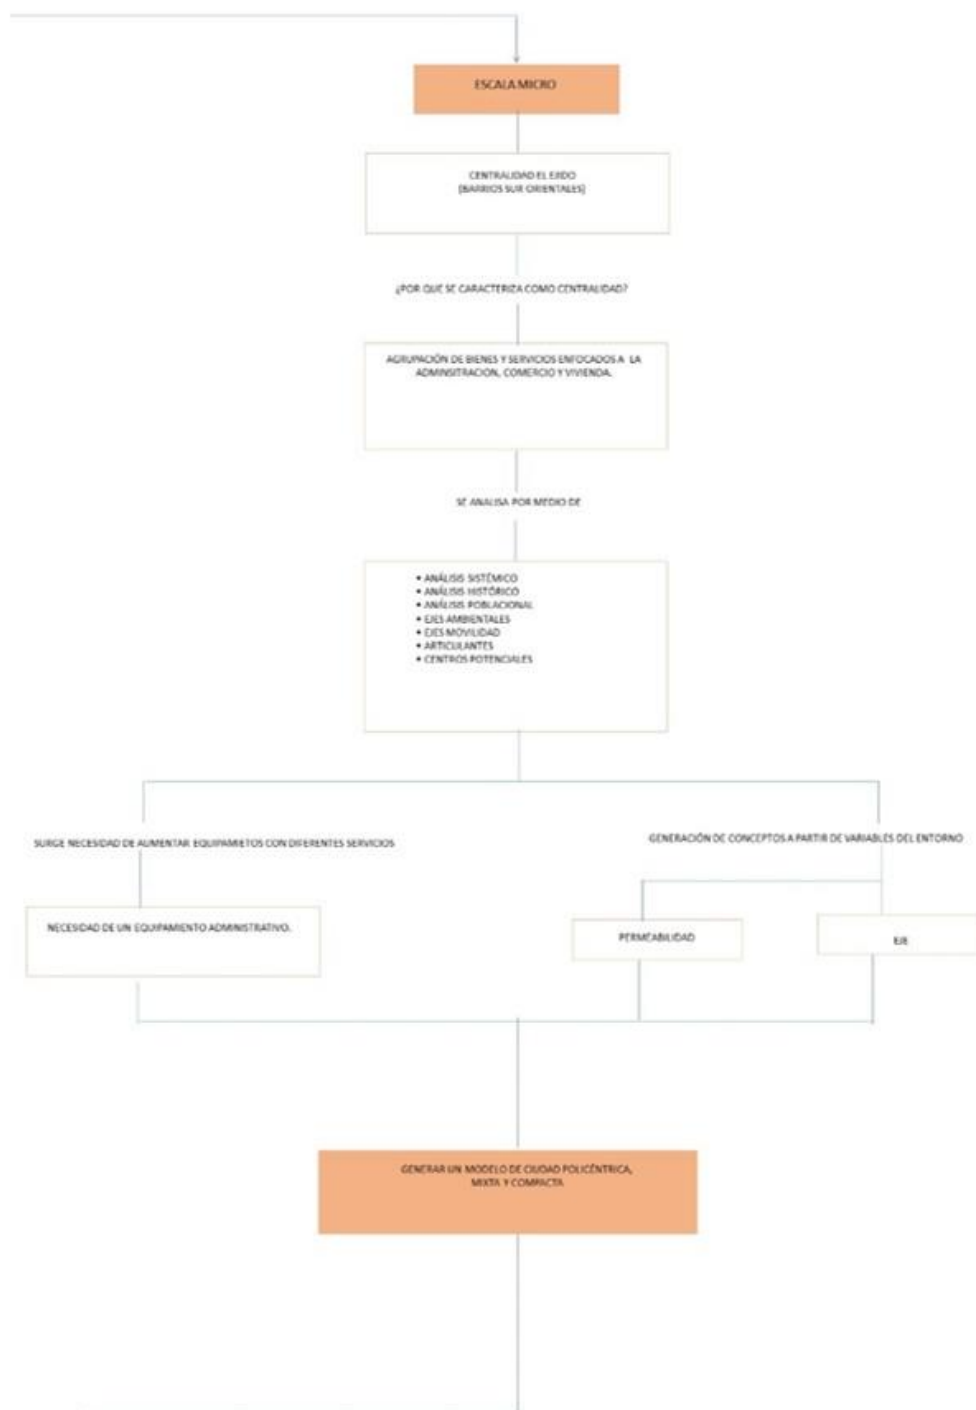 ESCALA MICRO
CENTRALIDAD EL EJIDO
(BARRIOS SUR ORIENTALES)
¿POR QUE SE CARACTERIZA COMO CENTRALIDAD?
AGRUPACIÓN DE BIENES Y SERVICIOS ENFOCADOS A LA
ADMINSITRACION, COMERCIO Y VIVIENDA.
SE ANALISA POR MEDIO DE
• ANÁLISIS SISTÉMICO
• ANÁLISIS HISTÓRICO
• ANÁLISIS POBLACIONAL
• EJES AMBIENTALES
• EJES MOVILIDAD
• ARTICULANTES
• CENTROS POTENCIALES
SURGE NECESIDAD DE AUMENTAR EQUIPAMIETOS CON DIFERENTES SERVICIOS
GENERACIÓN DE CONCEPTOS A PARTIR DE VARIABLES DEL ENTORNO
NECESIDAD DE UN EQUIPAMIENTO ADMINISTRATIVO.
PERMEABILIDAD
EJE
GENERAR UN MODELO DE CIUDAD POLICÉNTRICA,
MIXTA Y COMPACTA